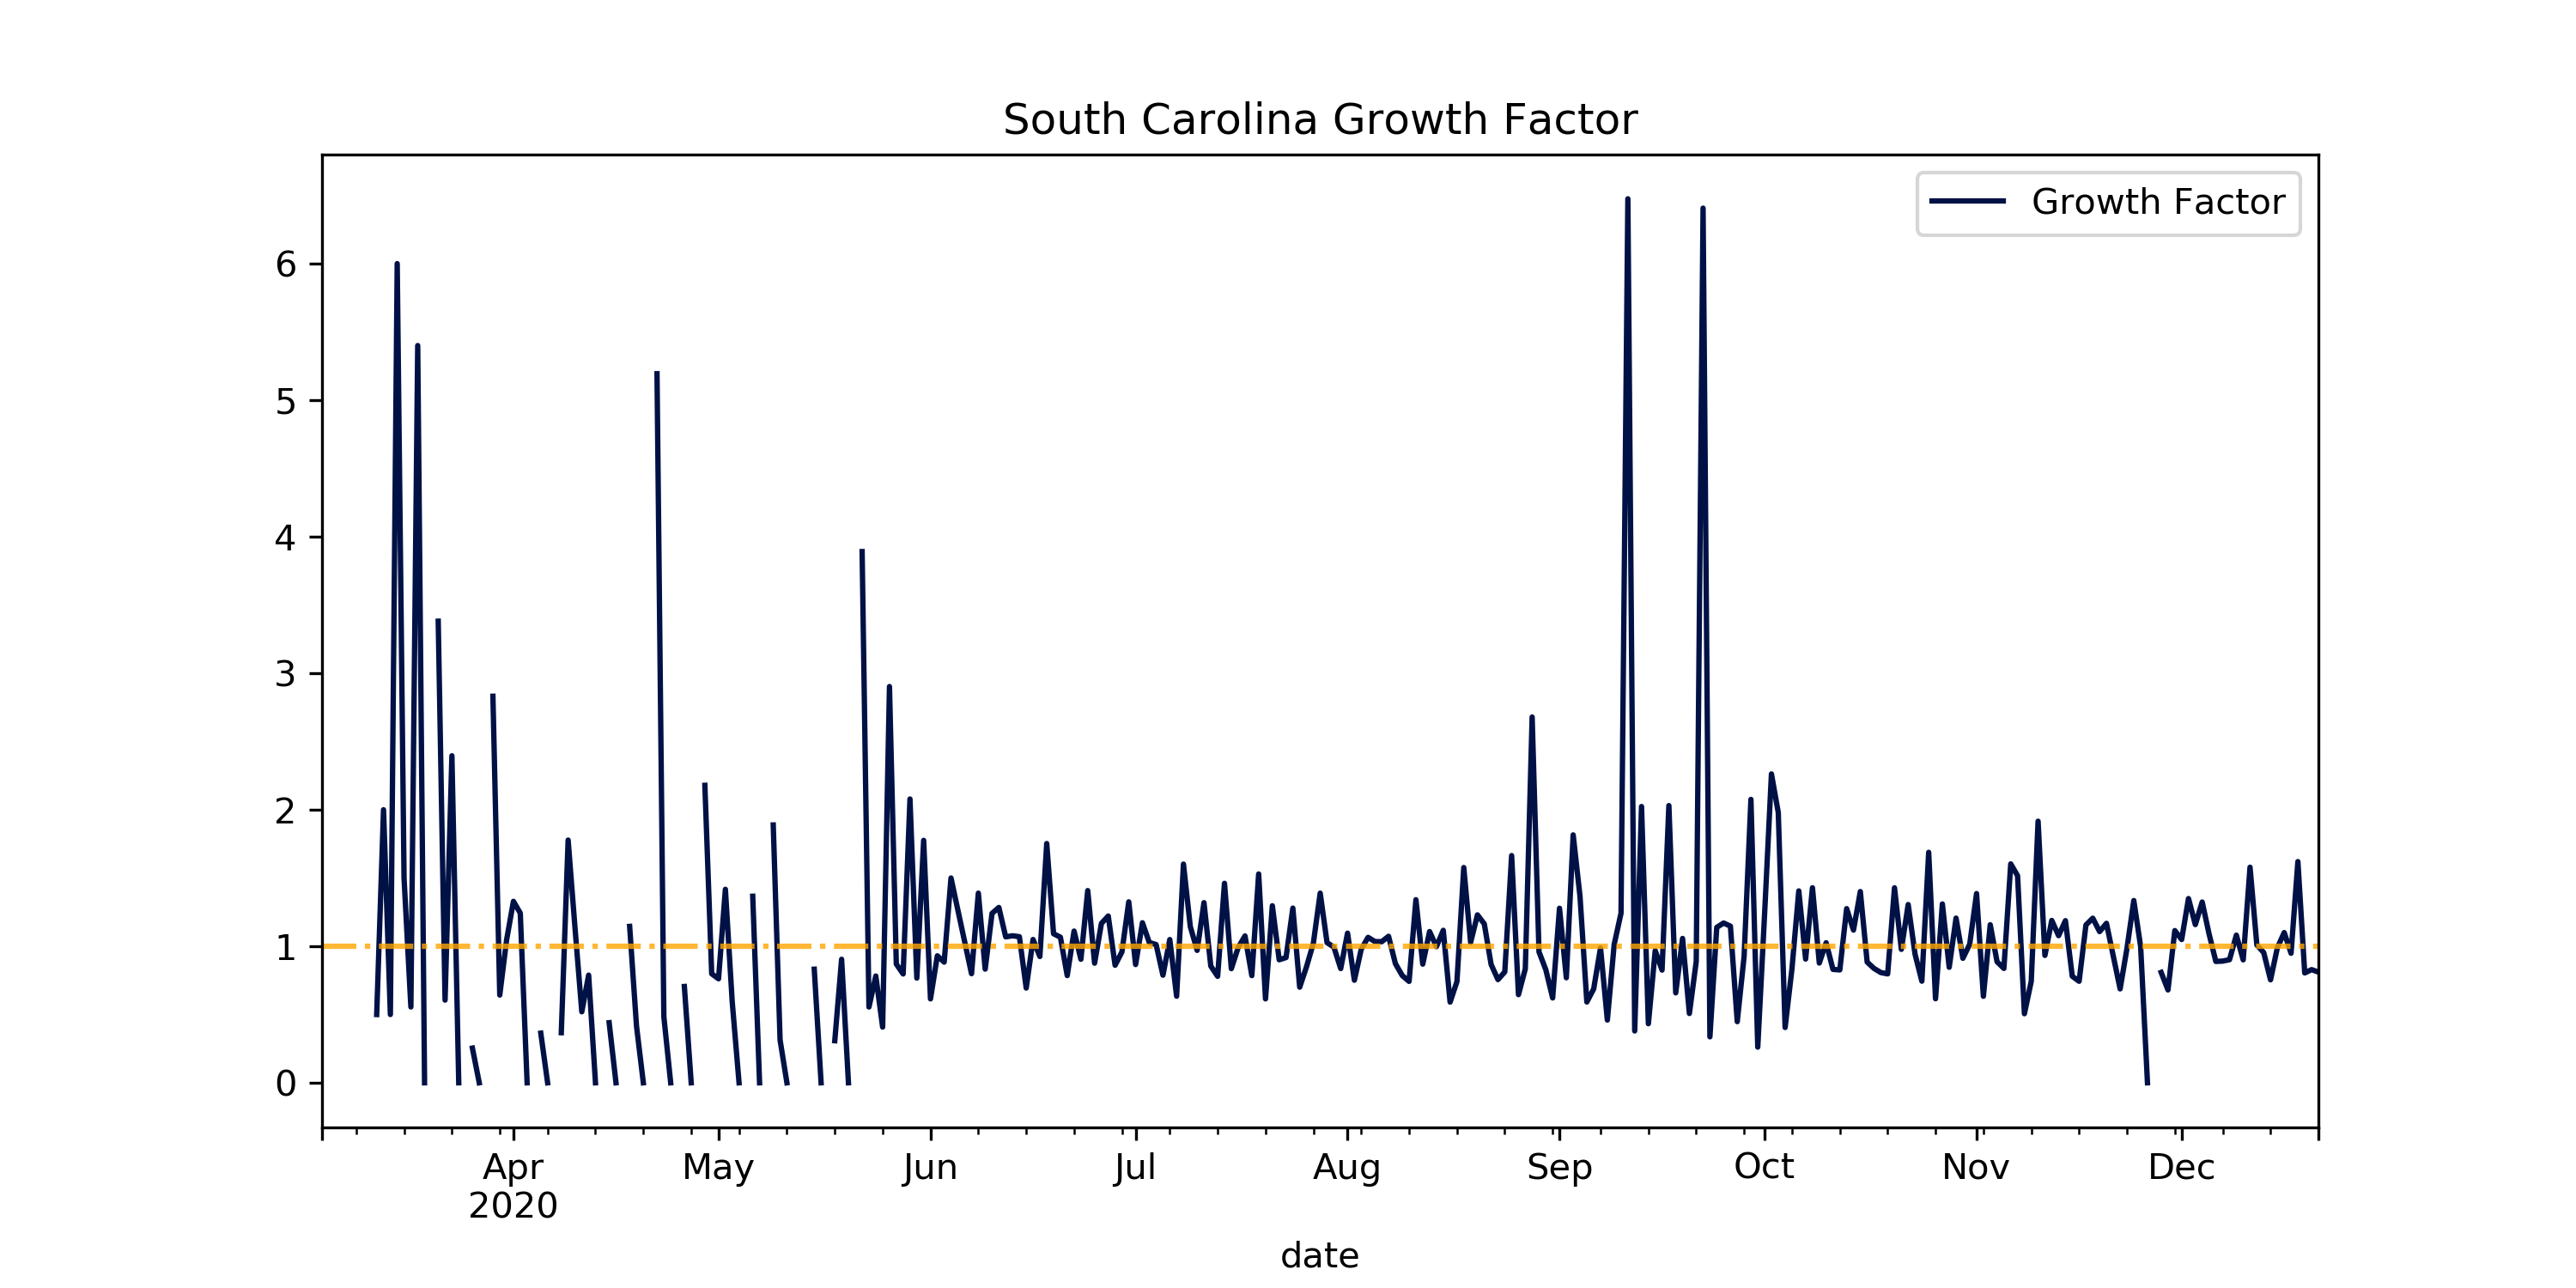 South Carolina Growth Factor
Growth Factor
6
5
4
3
2
1
0
Apr
2020
May
Jun
Jul
Aug
Sep
Oct
Nov
Dec
date